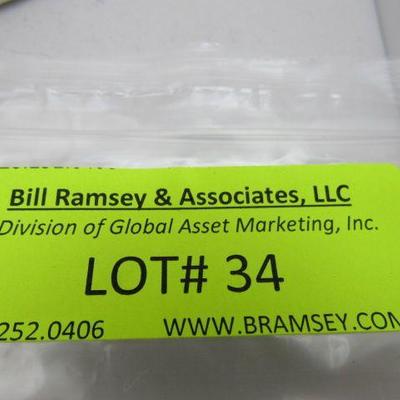 Bill Ramsey & Associates, LLC
Division of Global Asset Marketing, Inc.
LOT# 34
252.0406 WWW.BRAMSEY.COM